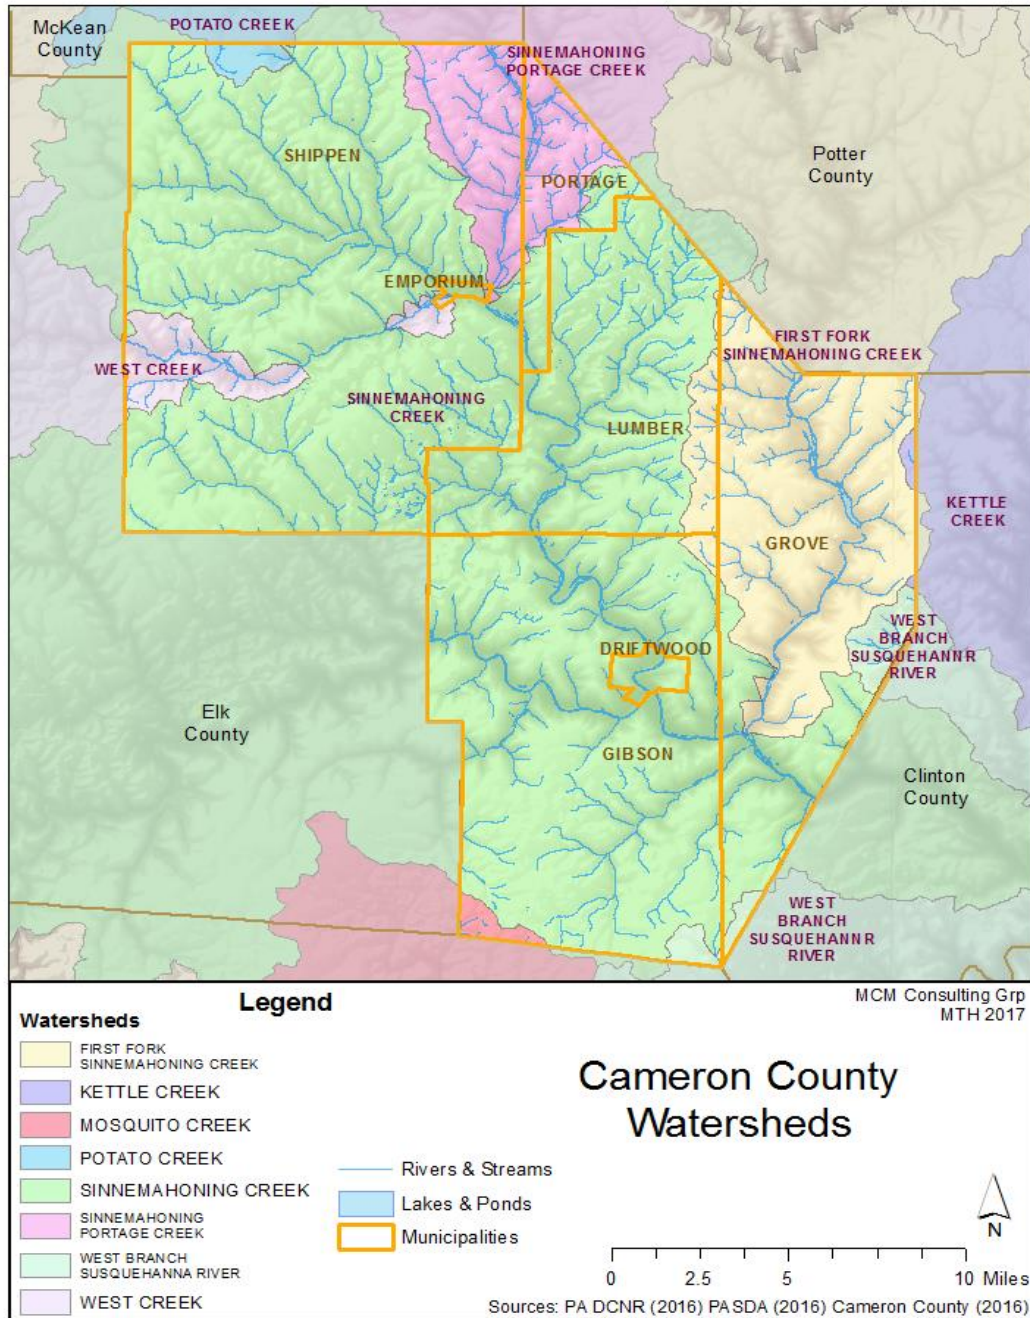 McKean
County
POTATO CREEK
SINNEMAHONING
PORTAGE CREEK
SHIPPEN
PORTAGE
Potter
County
EMPORIUM
FIRST FORK
SINNEMAHONING CREEK
WEST CREEK
SINNEMAHONING
CREEK
LUMBER
KETTLE
CREEK
GROVE
WEST
BRANCH
SUSQUEHANNR
RIVER
DRIFTWOOD
Elk
County
GIBSON
Clinton
County
WEST
BRANCH
SUSQUEHANNR
RIVER
Legend
MCM Consulting Grp
MTH 2017
Watersheds
FIRST FORK
SINNEMAHONING CREEK
KETTLE CREEK
MOSQUITO CREEK
POTATO CREEK
SINNEMAHONING CREEK
SINNEMAHONING
PORTAGE CREEK
WEST BRANCH
SUSQUEHANNA RIVER
WEST CREEK
Rivers & Streams
Lakes & Ponds
Municipalities
Cameron County
Watersheds
N
0 2.5 5 10 Miles
Sources: PA DCNR (2016) PASDA (2016) Cameron County (2016)